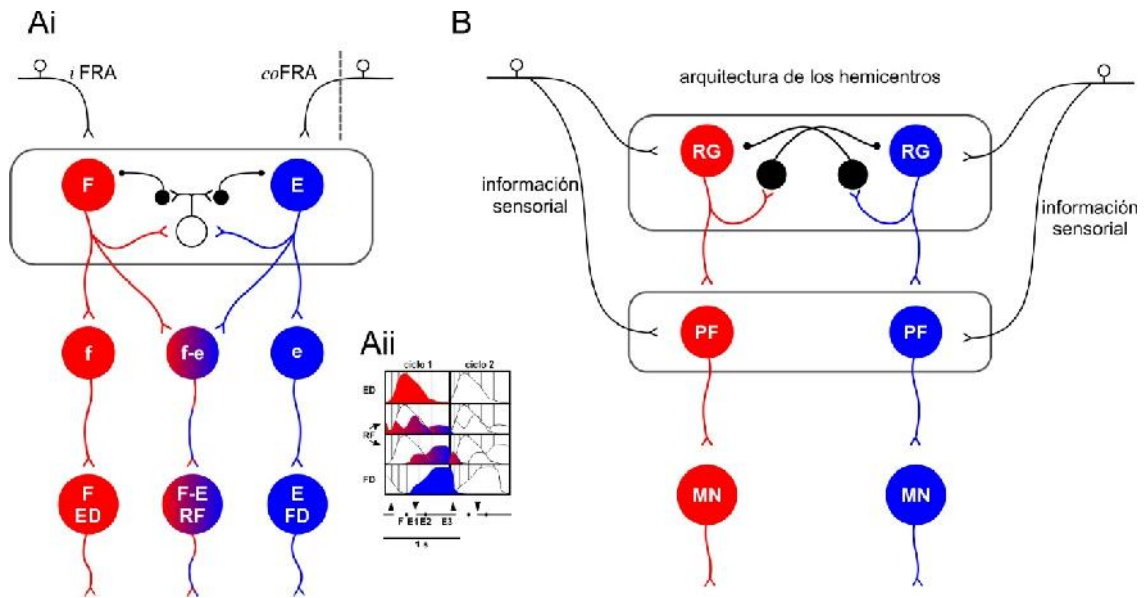 Ai
i FRA
coFRA
F
E
f
f-e
e
F
ED
F-E
RF
E
FD
Aii
ciclo 1
ciclo 2
ED
RF
FD
F
E1
E2
E3
1 s
B
arquitectura de los hemicentros
RG
RG
información
sensorial
información
sensorial
PF
PF
MN
MN